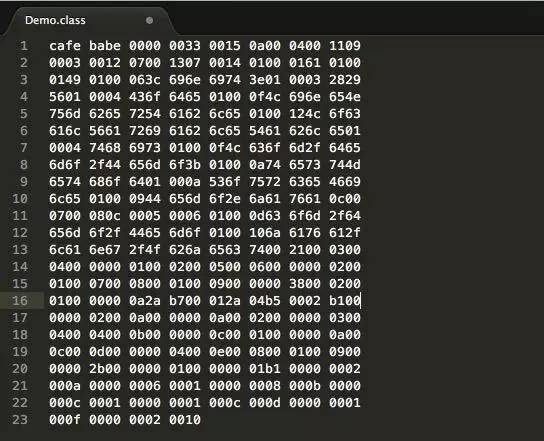 Demo.class
1 cafe babe 0000 0033 0015 0a00 0400 1109
2 0003 0012 0700 1307 0014 0100 0161 0100
3 0149 0100 063c 696e 6974 3e01 0003 2829
4 5601 0004 436f 6465 0100 0f4c 696e 654e
5 756d 6265 7254 6162 6c65 0100 124c 6f63
6 616c 5661 7269 6162 6c65 5461 626c 6501
7 0004 7468 6973 0100 0f4c 636f 6d2f 6465
8 6d6f 2f44 656d 6f3b 0100 0a74 6573 744d
9 6574 686f 6401 000a 536f 7572 6365 4669
10 6c65 0100 0944 656d 6f2e 6a61 7661 0c00
11 0700 080c 0005 0006 0100 0d63 6f6d 2f64
12 656d 6f2f 4465 6d6f 0100 106a 6176 612f
13 6c61 6e67 2f4f 626a 6563 7400 2100 0300
14 0400 0000 0100 0200 0500 0600 0000 0200
15 0100 0700 0800 0100 0900 0000 3800 0200
16 0100 0000 0a2a b700 012a 04b5 0002 b100
17 0000 0200 0a00 0000 0a00 0200 0000 0300
18 0400 0400 0b00 0000 0c00 0100 0000 0a00
19 0c00 0d00 0000 0400 0e00 0800 0100 0900
20 0000 2b00 0000 0100 0000 01b1 0000 0002
21 000a 0000 0006 0001 0000 0008 000b 0000
22 000c 0001 0000 0001 000c 000d 0000 0001
23 000f 0000 0002 0010